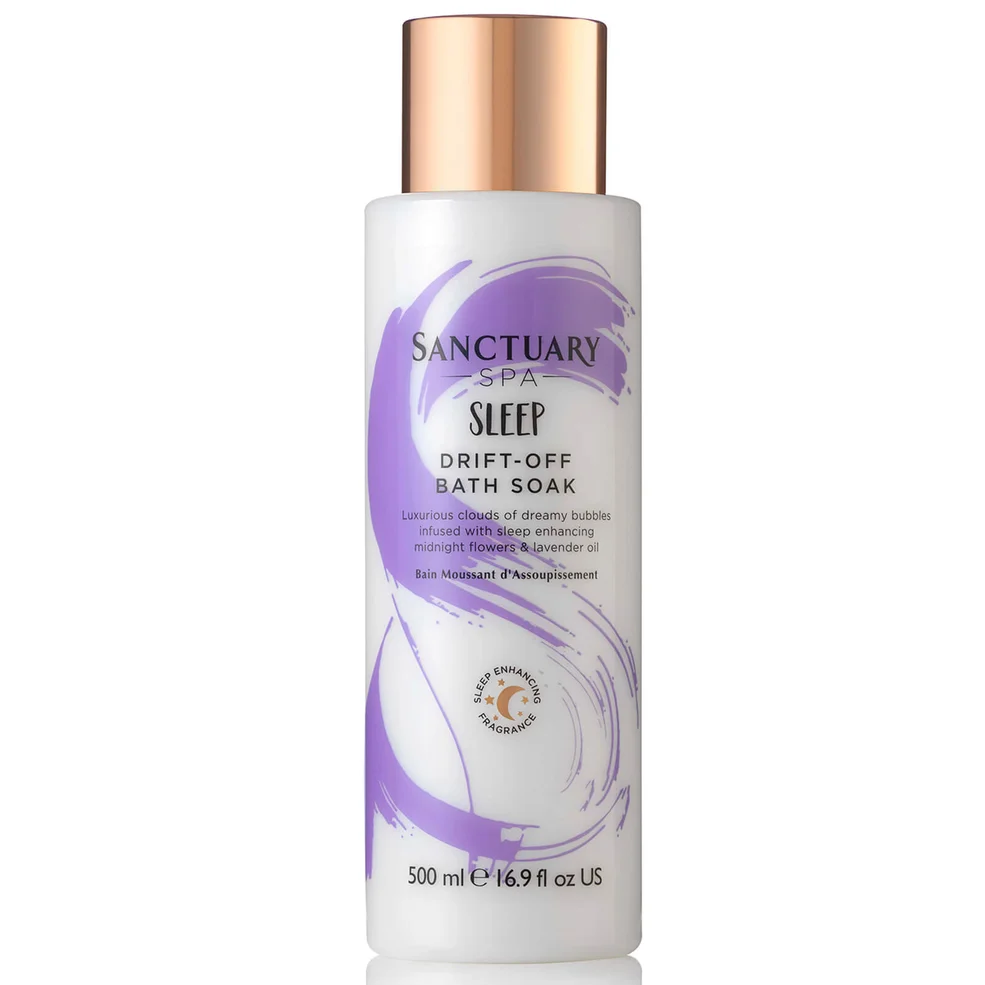 SANCTUARY
SPA
SLEEP
DRIFT-OFF
BATH SOAK
Luxurious clouds of dreamy bubbles
infused with sleep enhancing
midnight flowers & lavender oil
Bain Moussant d'Assoupissement
SLEEP ENHANCING
FRAGRANCE
500 ml ℮ 16.9 fl oz US